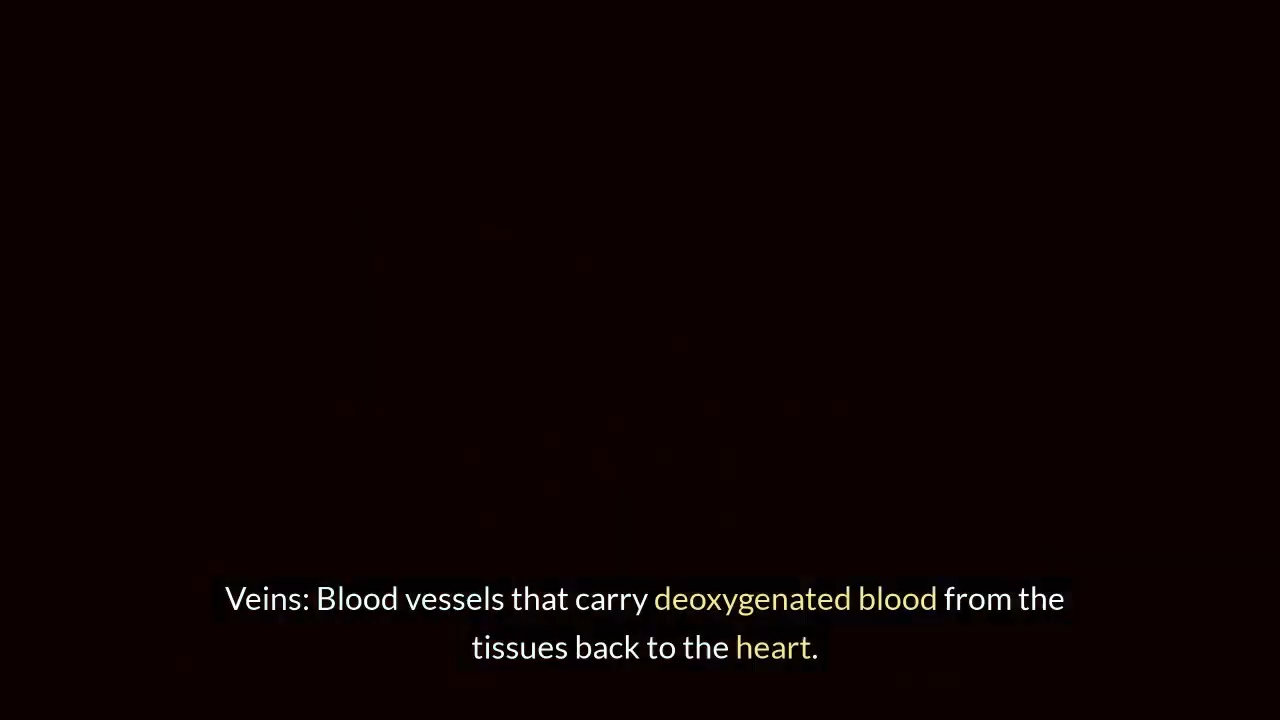 Veins: Blood vessels that carry deoxygenated blood from the
tissues back to the heart.